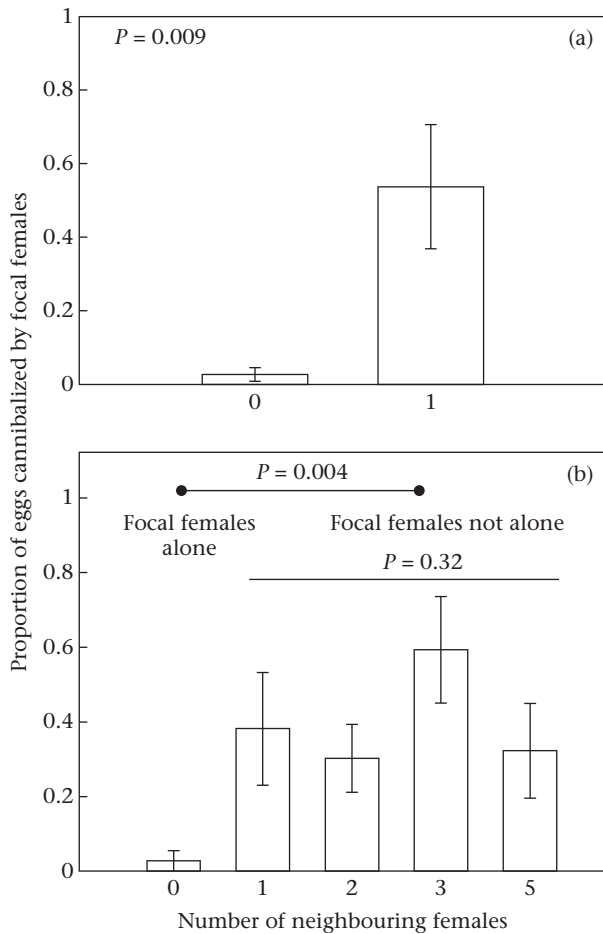 Proportion of eggs cannibalized by focal females
1
0.8
0.6
0.4
0.2
0
P = 0.009
(a)
0
1
1
0.8
0.6
0.4
0.2
0
P = 0.004
(b)
Focal females
alone
Focal females not alone
P = 0.32
0
1
2
3
5
Number of neighbouring females